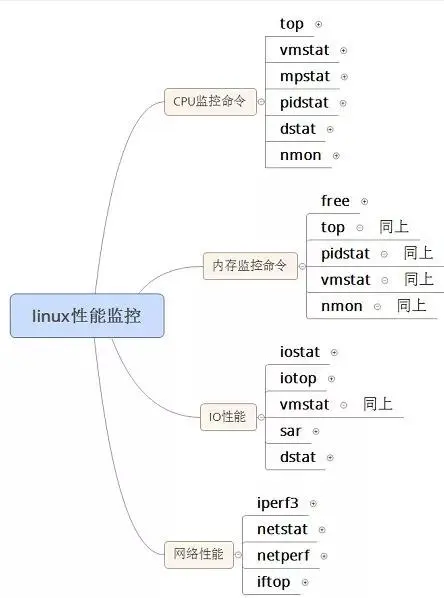 linux性能监控
CPU监控命令
top
vmstat
mpstat
pidstat
dstat
nmon
内存监控命令
free
top 同上
pidstat 同上
vmstat 同上
nmon 同上
IO性能
iostat
iotop
vmstat 同上
sar
dstat
网络性能
iperf3
netstat
netperf
iftop